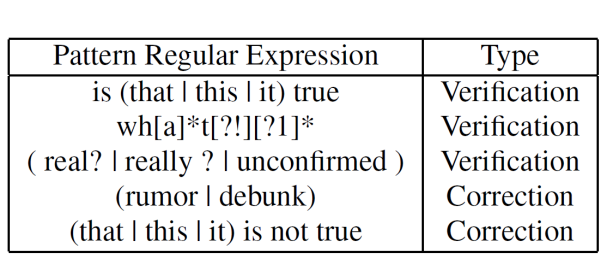 Pattern Regular Expression Type
is (that | this | it) true Verification
wh[a]*t[?!][?1]* Verification
( real? | really ? | unconfirmed ) Verification
(rumor | debunk) Correction
(that | this | it) is not true Correction